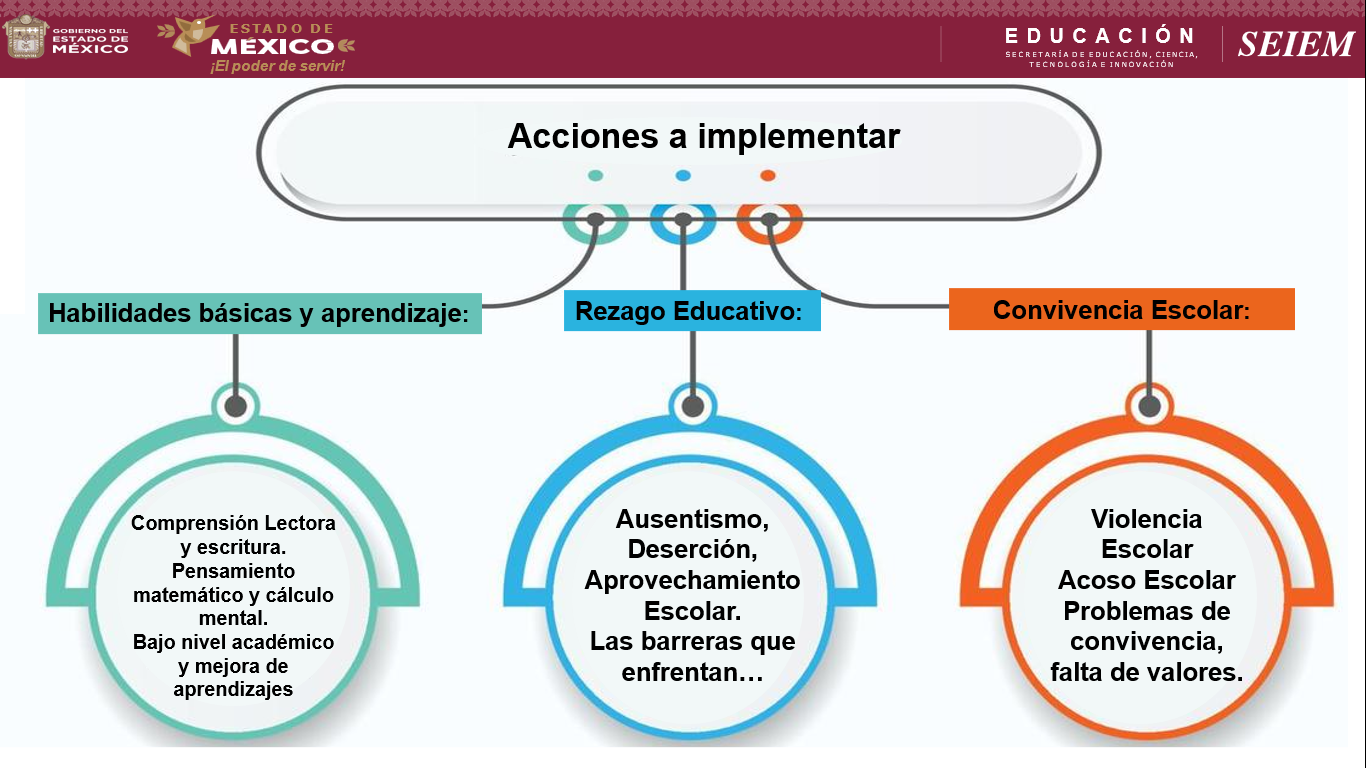 GOBIERNO DEL
ESTADO DE
MÉXICO
ESTADO DE
MÉXICO
¡El poder de servir!
EDUCACIÓN
SECRETARÍA DE EDUCACIÓN, CIENCIA,
TECNOLOGÍA E INNOVACIÓN
SEIEM
Acciones a implementar
Habilidades básicas y aprendizaje:
Rezago Educativo:
Convivencia Escolar:
Comprensión Lectora
y escritura.
Pensamiento
matemático y cálculo
mental.
Bajo nivel académico
y mejora de
aprendizajes
Ausentismo,
Deserción,
Aprovechamiento
Escolar.
Las barreras que
enfrentan…
Violencia
Escolar
Acoso Escolar
Problemas de
convivencia,
falta de valores.